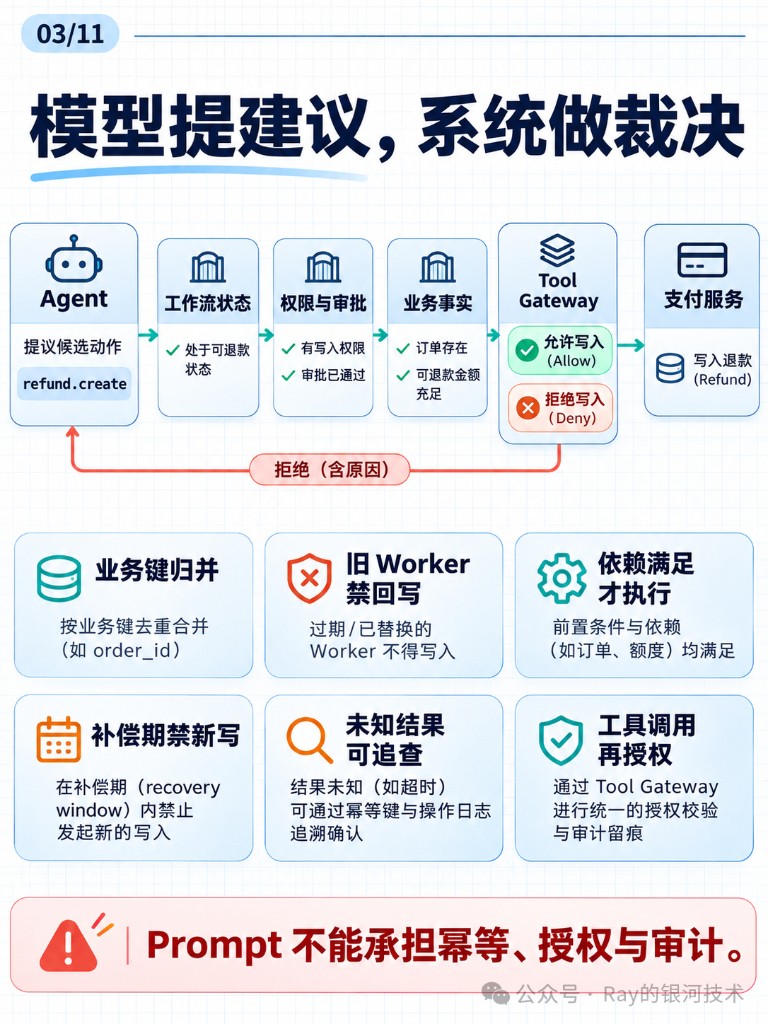 03/11
模型提建议，系统做裁决
Agent
提议候选动作
refund.create
工作流状态
处于可退款
状态
权限与审批
有写入权限
审批已通过
业务事实
订单存在
可退款金额
充足
Tool
Gateway
允许写入
(Allow)
拒绝写入
(Deny)
支付服务
写入退款
(Refund)
拒绝（含原因）
业务键归并
按业务键去重合并
（如 order_id）
旧 Worker
禁回写
过期/已替换的
Worker 不得写入
依赖满足
才执行
前置条件与依赖
（如订单、额度）均满足
补偿期禁新写
在补偿期（recovery
window）内禁止
发起新的写入
未知结果
可追查
结果未知（如超时）
可通过幂等键与操作日志
追溯确认
工具调用
再授权
通过 Tool Gateway
进行统一的授权校验
与审计留痕
Prompt 不能承担幂等、授权与审计。
公众号 · Ray的银河技术